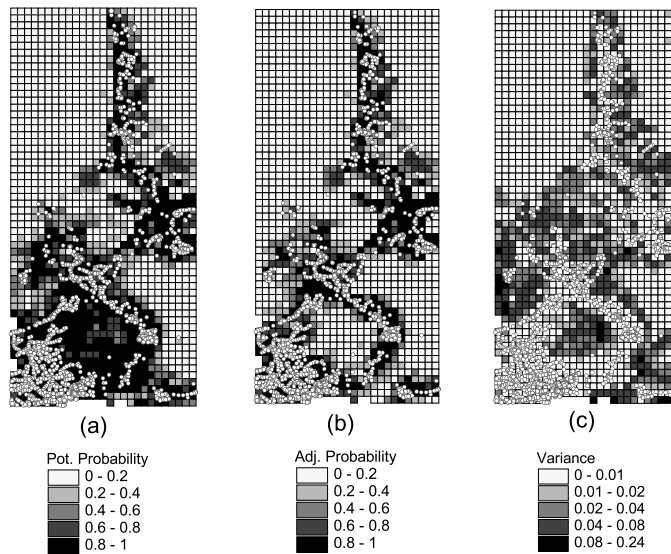 (a)
(b)
(c)
Pot. Probability
0 - 0.2
0.2 - 0.4
0.4 - 0.6
0.6 - 0.8
0.8 - 1
Adj. Probability
0 - 0.2
0.2 - 0.4
0.4 - 0.6
0.6 - 0.8
0.8 - 1
Variance
0 - 0.01
0.01 - 0.02
0.02 - 0.04
0.04 - 0.08
0.08 - 0.24